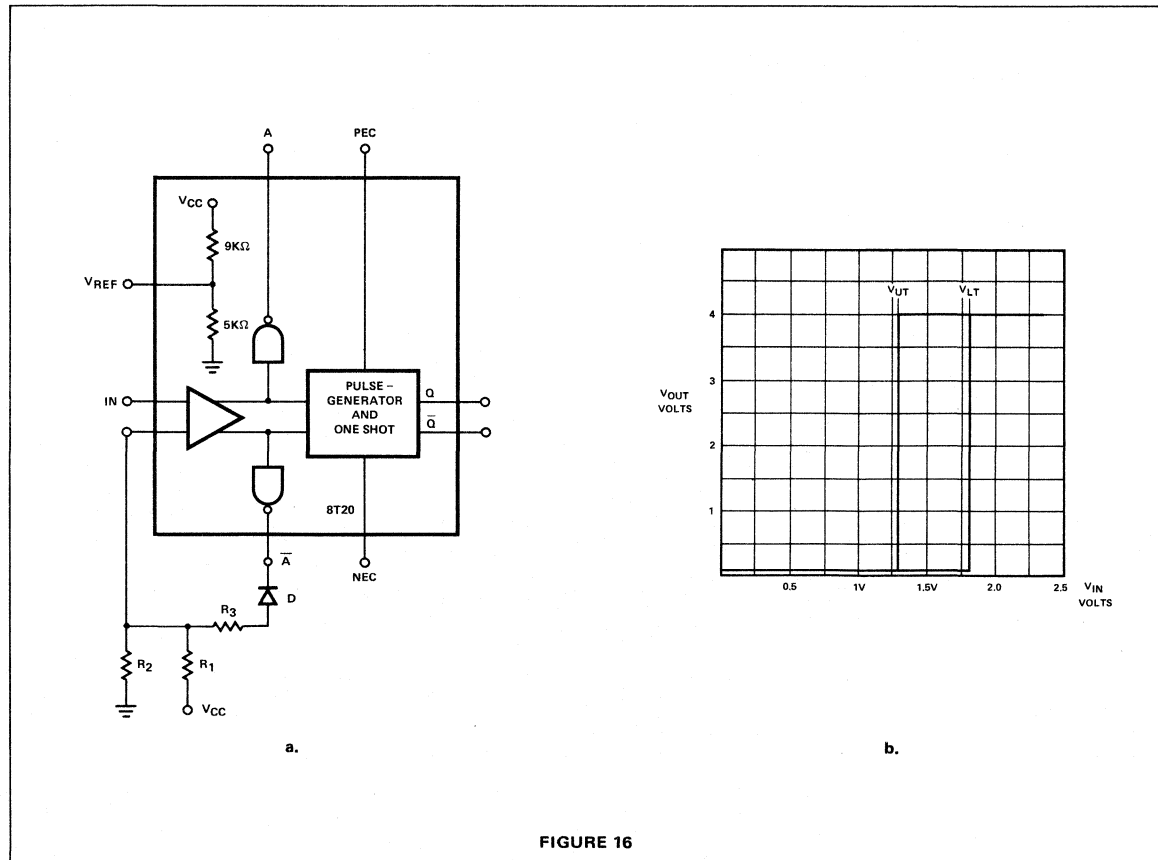 A PEC
VCC
9KΩ
VREF
5KΩ
IN
PULSE –
GENERATOR
AND
ONE SHOT
Q
Q̅
8T20
A̅
NEC
D
R3
R2
R1
VCC
a.
VUT VLT
4
3
VOUT
VOLTS
2
1
0.5 1V 1.5V 2.0 2.5 VIN
VOLTS
b.
FIGURE 16